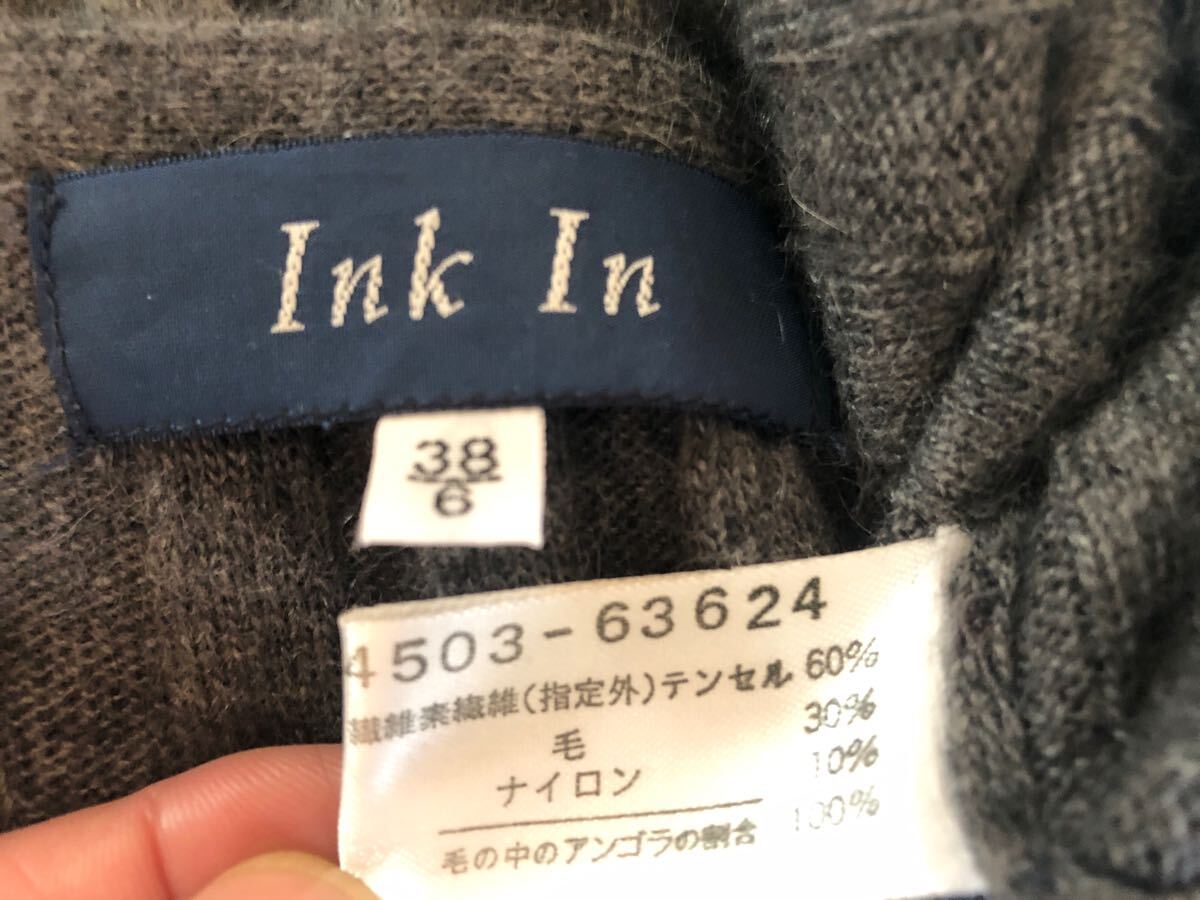 Ink In
38
6
4503-63624
繊維素繊維(指定外)テンセル 60%
毛 30%
ナイロン 10%
毛の中のアンゴラの割合 100%